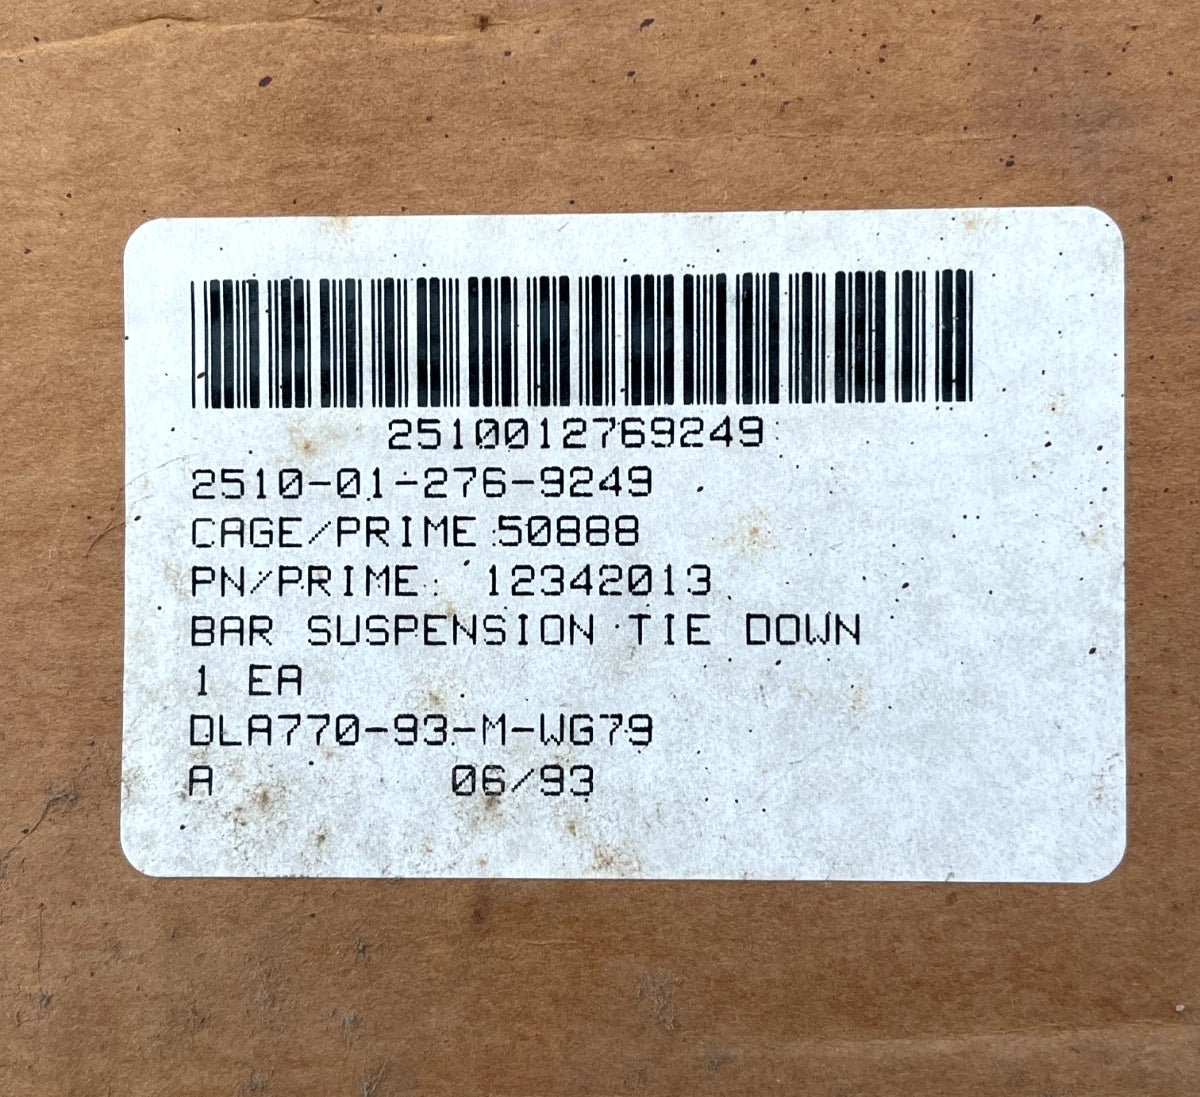 2510012769249
2510-01-276-9249
CAGE/PRIME:50888
PN/PRIME: 12342013
BAR SUSPENSION TIE DOWN
1 EA
DLA770-93-M-WG79
A 06/93